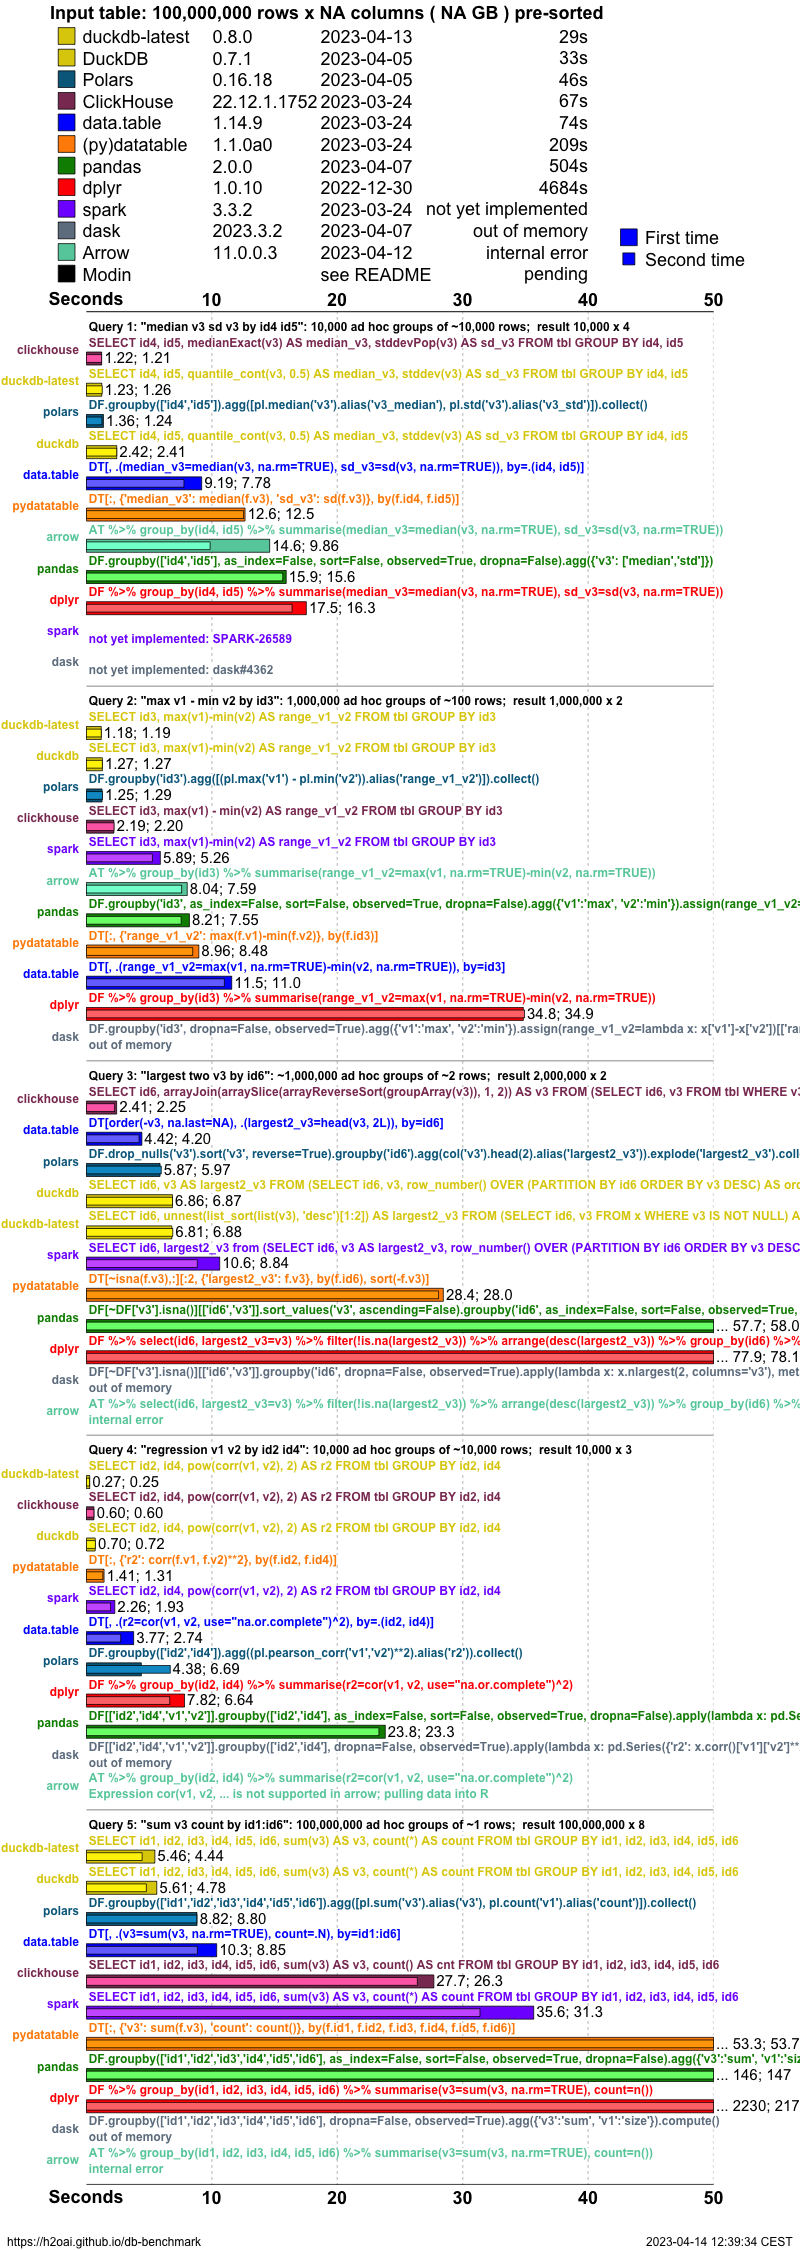 Input table: 100,000,000 rows x NA columns ( NA GB ) pre-sorted
duckdb-latest 0.8.0 2023-04-13 29s
DuckDB 0.7.1 2023-04-05 33s
Polars 0.16.18 2023-04-05 46s
ClickHouse 22.12.1.1752 2023-03-24 67s
data.table 1.14.9 2023-03-24 74s
(py)datatable 1.1.0a0 2023-03-24 209s
pandas 2.0.0 2023-04-07 504s
dplyr 1.0.10 2022-12-30 4684s
spark 3.3.2 2023-03-24 not yet implemented
dask 2023.3.2 2023-04-07 out of memory
Arrow 11.0.0.3 2023-04-12 internal error
Modin see README pending
First time
Second time
Seconds 10 20 30 40 50
Query 1: "median v3 sd v3 by id4 id5": 10,000 ad hoc groups of ~10,000 rows; result 10,000 x 4
SELECT id4, id5, medianExact(v3) AS median_v3, stddevPop(v3) AS sd_v3 FROM tbl GROUP BY id4, id5
clickhouse 1.22; 1.21
SELECT id4, id5, quantile_cont(v3, 0.5) AS median_v3, stddev(v3) AS sd_v3 FROM tbl GROUP BY id4, id5
duckdb-latest 1.23; 1.26
DF.groupby(['id4','id5']).agg([pl.median('v3').alias('v3_median'), pl.std('v3').alias('v3_std')]).collect()
polars 1.36; 1.24
SELECT id4, id5, quantile_cont(v3, 0.5) AS median_v3, stddev(v3) AS sd_v3 FROM tbl GROUP BY id4, id5
duckdb 2.42; 2.41
DT[, .(median_v3=median(v3, na.rm=TRUE), sd_v3=sd(v3, na.rm=TRUE)), by=.(id4, id5)]
data.table 9.19; 7.78
DT[:, {'median_v3': median(f.v3), 'sd_v3': sd(f.v3)}, by(f.id4, f.id5)]
pydatatable 12.6; 12.5
AT %>% group_by(id4, id5) %>% summarise(median_v3=median(v3, na.rm=TRUE), sd_v3=sd(v3, na.rm=TRUE))
arrow 14.6; 9.86
DF.groupby(['id4','id5'], as_index=False, sort=False, observed=True, dropna=False).agg({'v3': ['median','std']})
pandas 15.9; 15.6
DF %>% group_by(id4, id5) %>% summarise(median_v3=median(v3, na.rm=TRUE), sd_v3=sd(v3, na.rm=TRUE))
dplyr 17.5; 16.3
spark not yet implemented: SPARK-26589
dask not yet implemented: dask#4362
Query 2: "max v1 - min v2 by id3": 1,000,000 ad hoc groups of ~100 rows; result 1,000,000 x 2
SELECT id3, max(v1)-min(v2) AS range_v1_v2 FROM tbl GROUP BY id3
duckdb-latest 1.18; 1.19
SELECT id3, max(v1)-min(v2) AS range_v1_v2 FROM tbl GROUP BY id3
duckdb 1.27; 1.27
DF.groupby('id3').agg([(pl.max('v1') - pl.min('v2')).alias('range_v1_v2')]).collect()
polars 1.25; 1.29
SELECT id3, max(v1) - min(v2) AS range_v1_v2 FROM tbl GROUP BY id3
clickhouse 2.19; 2.20
SELECT id3, max(v1)-min(v2) AS range_v1_v2 FROM tbl GROUP BY id3
spark 5.89; 5.26
AT %>% group_by(id3) %>% summarise(range_v1_v2=max(v1, na.rm=TRUE)-min(v2, na.rm=TRUE))
arrow 8.04; 7.59
DF.groupby('id3', as_index=False, sort=False, observed=True, dropna=False).agg({'v1':'max', 'v2':'min'}).assign(range_v1_v2=
pandas 8.21; 7.55
DT[:, {'range_v1_v2': max(f.v1)-min(f.v2)}, by(f.id3)]
pydatatable 8.96; 8.48
DT[, .(range_v1_v2=max(v1, na.rm=TRUE)-min(v2, na.rm=TRUE)), by=id3]
data.table 11.5; 11.0
DF %>% group_by(id3) %>% summarise(range_v1_v2=max(v1, na.rm=TRUE)-min(v2, na.rm=TRUE))
dplyr 34.8; 34.9
DF.groupby('id3', dropna=False, observed=True).agg({'v1':'max', 'v2':'min'}).assign(range_v1_v2=lambda x: x['v1']-x['v2'])[['ra
dask out of memory
Query 3: "largest two v3 by id6": ~1,000,000 ad hoc groups of ~2 rows; result 2,000,000 x 2
SELECT id6, arrayJoin(arraySlice(arrayReverseSort(groupArray(v3)), 1, 2)) AS v3 FROM (SELECT id6, v3 FROM tbl WHERE v3
clickhouse 2.41; 2.25
DT[order(-v3, na.last=NA), .(largest2_v3=head(v3, 2L)), by=id6]
data.table 4.42; 4.20
DF.drop_nulls('v3').sort('v3', reverse=True).groupby('id6').agg(col('v3').head(2).alias('largest2_v3')).explode('largest2_v3').coll
polars 5.87; 5.97
SELECT id6, v3 AS largest2_v3 FROM (SELECT id6, v3, row_number() OVER (PARTITION BY id6 ORDER BY v3 DESC) AS ord
duckdb 6.86; 6.87
SELECT id6, unnest(list_sort(list(v3), 'desc')[1:2]) AS largest2_v3 FROM (SELECT id6, v3 FROM x WHERE v3 IS NOT NULL) A
duckdb-latest 6.81; 6.88
SELECT id6, largest2_v3 from (SELECT id6, v3 AS largest2_v3, row_number() OVER (PARTITION BY id6 ORDER BY v3 DESC
spark 10.6; 8.84
DT[~isna(f.v3),:][:2, {'largest2_v3': f.v3}, by(f.id6), sort(-f.v3)]
pydatatable 28.4; 28.0
DF[~DF['v3'].isna()][['id6','v3']].sort_values('v3', ascending=False).groupby('id6', as_index=False, sort=False, observed=True,
pandas ... 57.7; 58.0
DF %>% select(id6, largest2_v3=v3) %>% filter(!is.na(largest2_v3)) %>% arrange(desc(largest2_v3)) %>% group_by(id6) %>%
dplyr ... 77.9; 78.1
DF[~DF['v3'].isna()][['id6','v3']].groupby('id6', dropna=False, observed=True).apply(lambda x: x.nlargest(2, columns='v3'), met
dask out of memory
AT %>% select(id6, largest2_v3=v3) %>% filter(!is.na(largest2_v3)) %>% arrange(desc(largest2_v3)) %>% group_by(id6) %>%
arrow internal error
Query 4: "regression v1 v2 by id2 id4": 10,000 ad hoc groups of ~10,000 rows; result 10,000 x 3
SELECT id2, id4, pow(corr(v1, v2), 2) AS r2 FROM tbl GROUP BY id2, id4
duckdb-latest 0.27; 0.25
SELECT id2, id4, pow(corr(v1, v2), 2) AS r2 FROM tbl GROUP BY id2, id4
clickhouse 0.60; 0.60
SELECT id2, id4, pow(corr(v1, v2), 2) AS r2 FROM tbl GROUP BY id2, id4
duckdb 0.70; 0.72
DT[:, {'r2': corr(f.v1, f.v2)**2}, by(f.id2, f.id4)]
pydatatable 1.41; 1.31
SELECT id2, id4, pow(corr(v1, v2), 2) AS r2 FROM tbl GROUP BY id2, id4
spark 2.26; 1.93
DT[, .(r2=cor(v1, v2, use="na.or.complete")^2), by=.(id2, id4)]
data.table 3.77; 2.74
DF.groupby(['id2','id4']).agg((pl.pearson_corr('v1','v2')**2).alias('r2')).collect()
polars 4.38; 6.69
DF %>% group_by(id2, id4) %>% summarise(r2=cor(v1, v2, use="na.or.complete")^2)
dplyr 7.82; 6.64
DF[['id2','id4','v1','v2']].groupby(['id2','id4'], as_index=False, sort=False, observed=True, dropna=False).apply(lambda x: pd.Se
pandas 23.8; 23.3
DF[['id2','id4','v1','v2']].groupby(['id2','id4'], dropna=False, observed=True).apply(lambda x: pd.Series({'r2': x.corr()['v1']['v2']**
dask out of memory
AT %>% group_by(id2, id4) %>% summarise(r2=cor(v1, v2, use="na.or.complete")^2)
arrow Expression cor(v1, v2, ... is not supported in arrow; pulling data into R
Query 5: "sum v3 count by id1:id6": 100,000,000 ad hoc groups of ~1 rows; result 100,000,000 x 8
SELECT id1, id2, id3, id4, id5, id6, sum(v3) AS v3, count(*) AS count FROM tbl GROUP BY id1, id2, id3, id4, id5, id6
duckdb-latest 5.46; 4.44
SELECT id1, id2, id3, id4, id5, id6, sum(v3) AS v3, count(*) AS count FROM tbl GROUP BY id1, id2, id3, id4, id5, id6
duckdb 5.61; 4.78
DF.groupby(['id1','id2','id3','id4','id5','id6']).agg([pl.sum('v3').alias('v3'), pl.count('v1').alias('count')]).collect()
polars 8.82; 8.80
DT[, .(v3=sum(v3, na.rm=TRUE), count=.N), by=id1:id6]
data.table 10.3; 8.85
SELECT id1, id2, id3, id4, id5, id6, sum(v3) AS v3, count() AS cnt FROM tbl GROUP BY id1, id2, id3, id4, id5, id6
clickhouse 27.7; 26.3
SELECT id1, id2, id3, id4, id5, id6, sum(v3) AS v3, count(*) AS count FROM tbl GROUP BY id1, id2, id3, id4, id5, id6
spark 35.6; 31.3
DT[:, {'v3': sum(f.v3), 'count': count()}, by(f.id1, f.id2, f.id3, f.id4, f.id5, f.id6)]
pydatatable ... 53.3; 53.7
DF.groupby(['id1','id2','id3','id4','id5','id6'], as_index=False, sort=False, observed=True, dropna=False).agg({'v3':'sum', 'v1':'size
pandas ... 146; 147
DF %>% group_by(id1, id2, id3, id4, id5, id6) %>% summarise(v3=sum(v3, na.rm=TRUE), count=n())
dplyr ... 2230; 217
DF.groupby(['id1','id2','id3','id4','id5','id6'], dropna=False, observed=True).agg({'v3':'sum', 'v1':'size'}).compute()
dask out of memory
AT %>% group_by(id1, id2, id3, id4, id5, id6) %>% summarise(v3=sum(v3, na.rm=TRUE), count=n())
arrow internal error
Seconds 10 20 30 40 50
https://h2oai.github.io/db-benchmark 2023-04-14 12:39:34 CEST